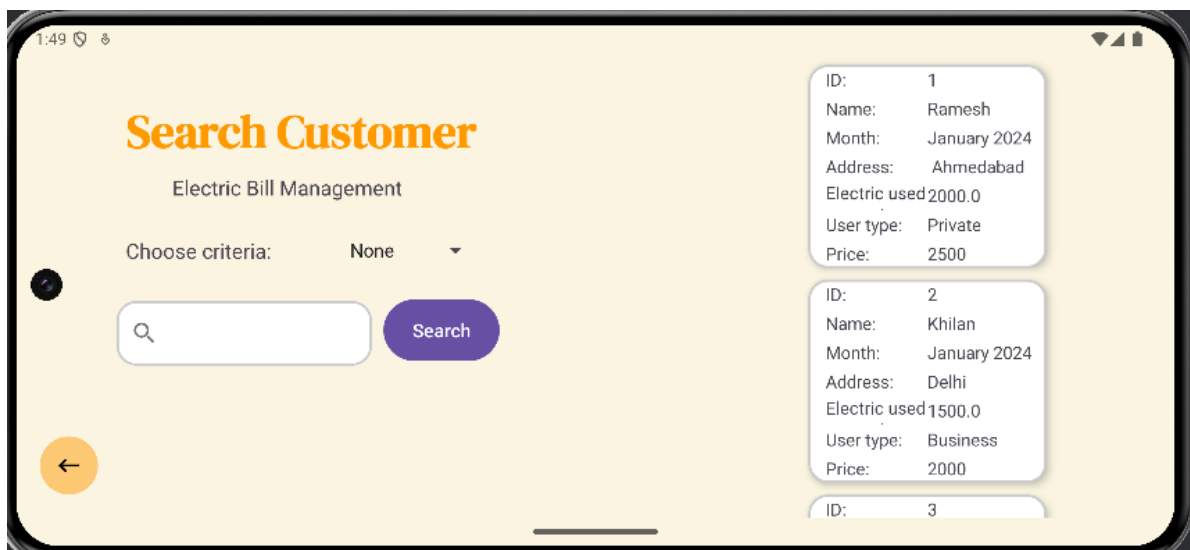 1:49
Search Customer
Electric Bill Management
Choose criteria: None
Search
ID: 1
Name: Ramesh
Month: January 2024
Address: Ahmedabad
Electric used 2000.0
User type: Private
Price: 2500
ID: 2
Name: Khilan
Month: January 2024
Address: Delhi
Electric used 1500.0
User type: Business
Price: 2000
ID: 3